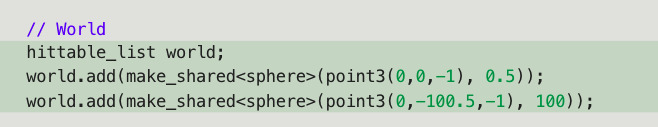 // World
hittable_list world;
world.add(make_shared<sphere>(point3(0,0,-1), 0.5));
world.add(make_shared<sphere>(point3(0,-100.5,-1), 100));